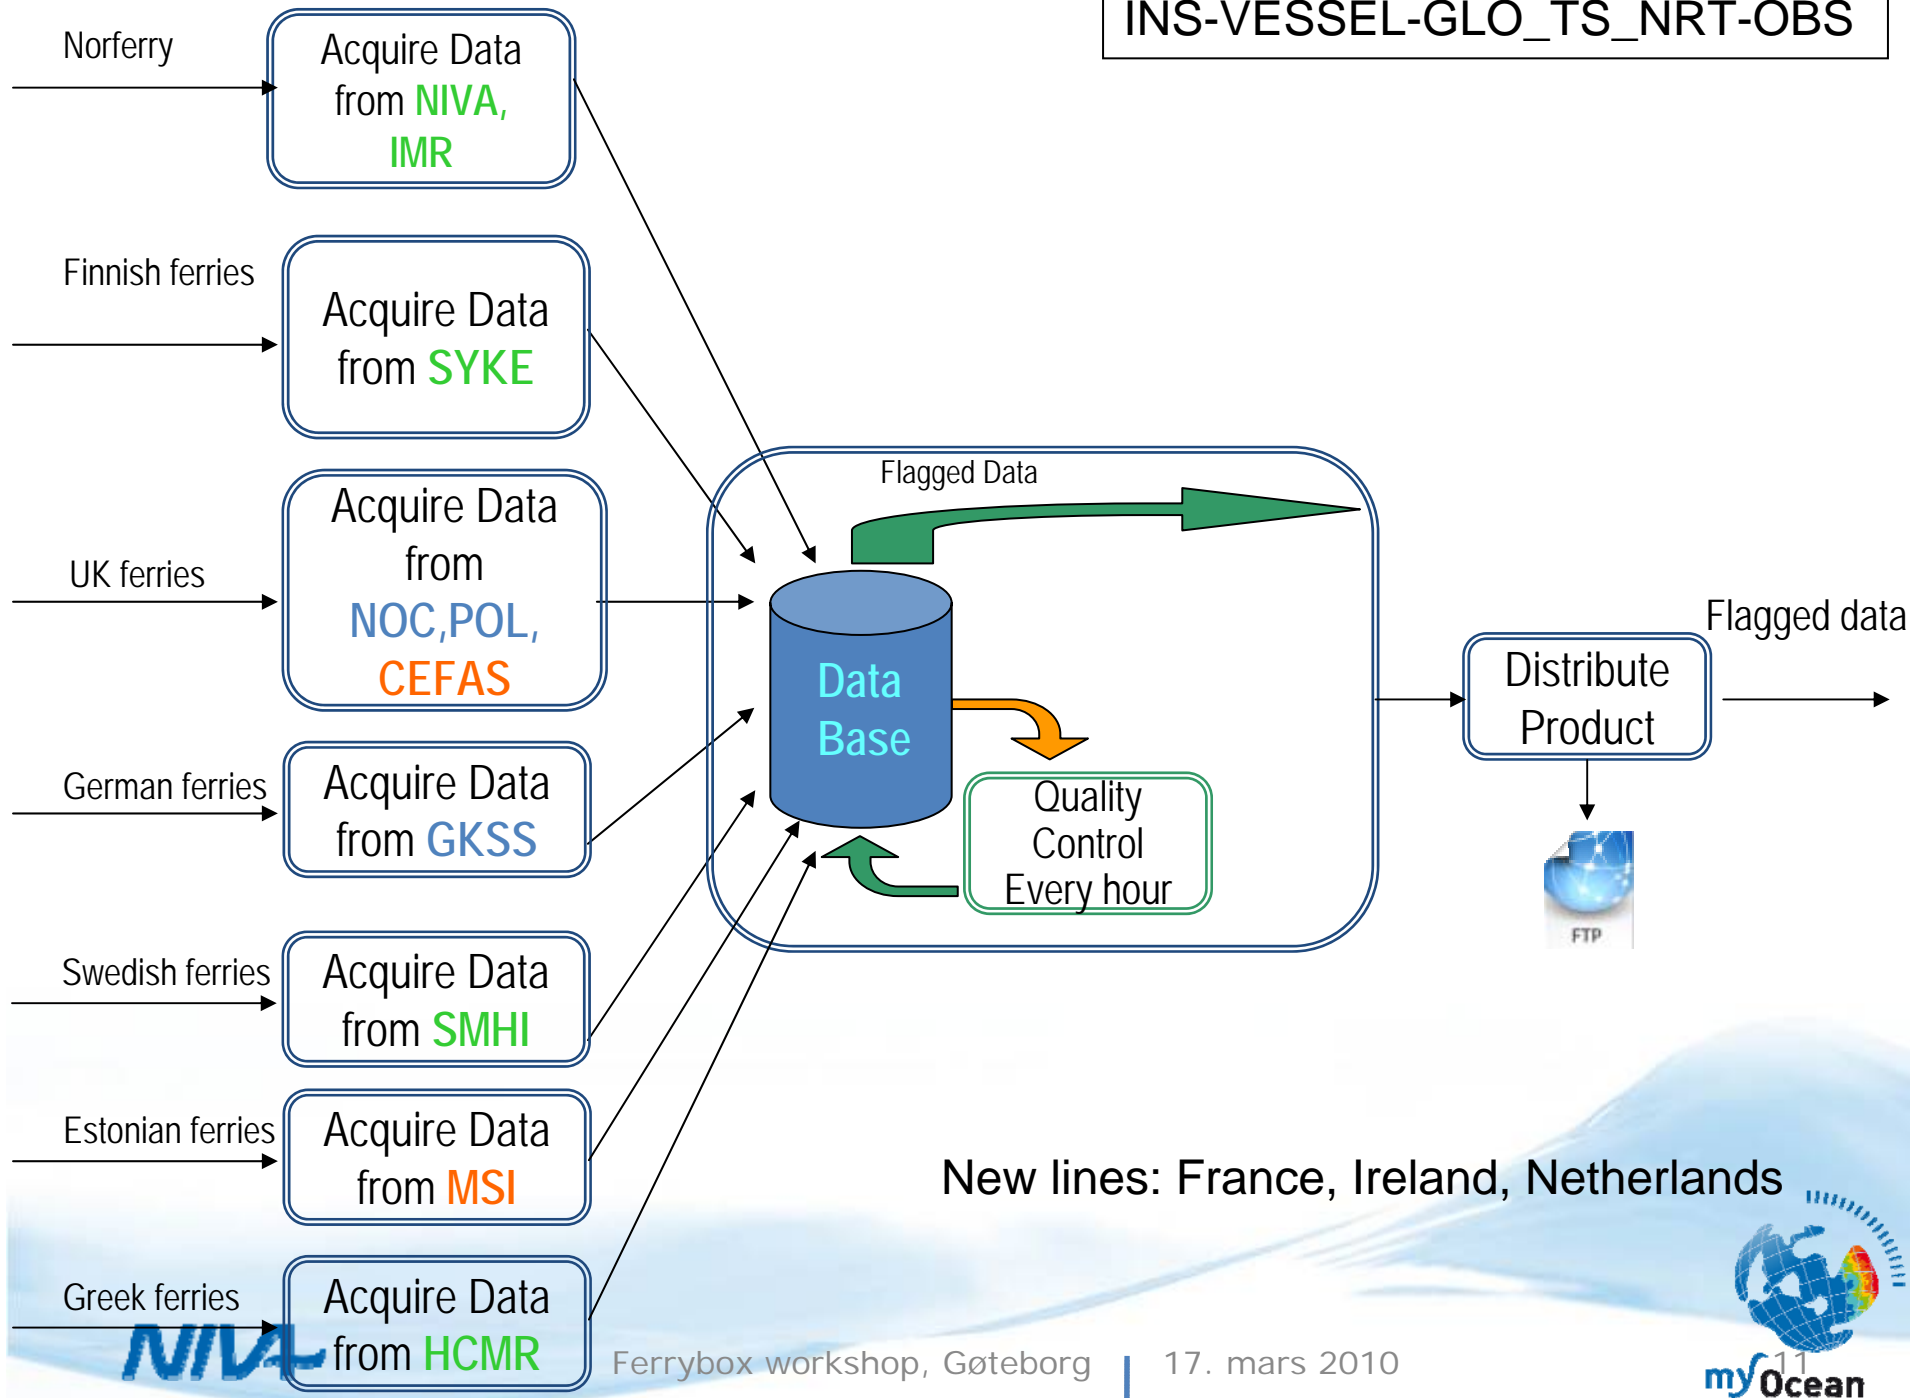 INS-VESSEL-GLO_TS_NRT-OBS
Norferry
Acquire Data
from NIVA,
IMR
Finnish ferries
Acquire Data
from SYKE
UK ferries
Acquire Data
from
NOC,POL,
CEFAS
German ferries
Acquire Data
from GKSS
Swedish ferries
Acquire Data
from SMHI
Estonian ferries
Acquire Data
from MSI
Greek ferries
Acquire Data
from HCMR
Flagged Data
Data
Base
Quality
Control
Every hour
Distribute
Product
Flagged data
FTP
New lines: France, Ireland, Netherlands
NIVA
Ferrybox workshop, Gøteborg
17. mars 2010
11
myOcean